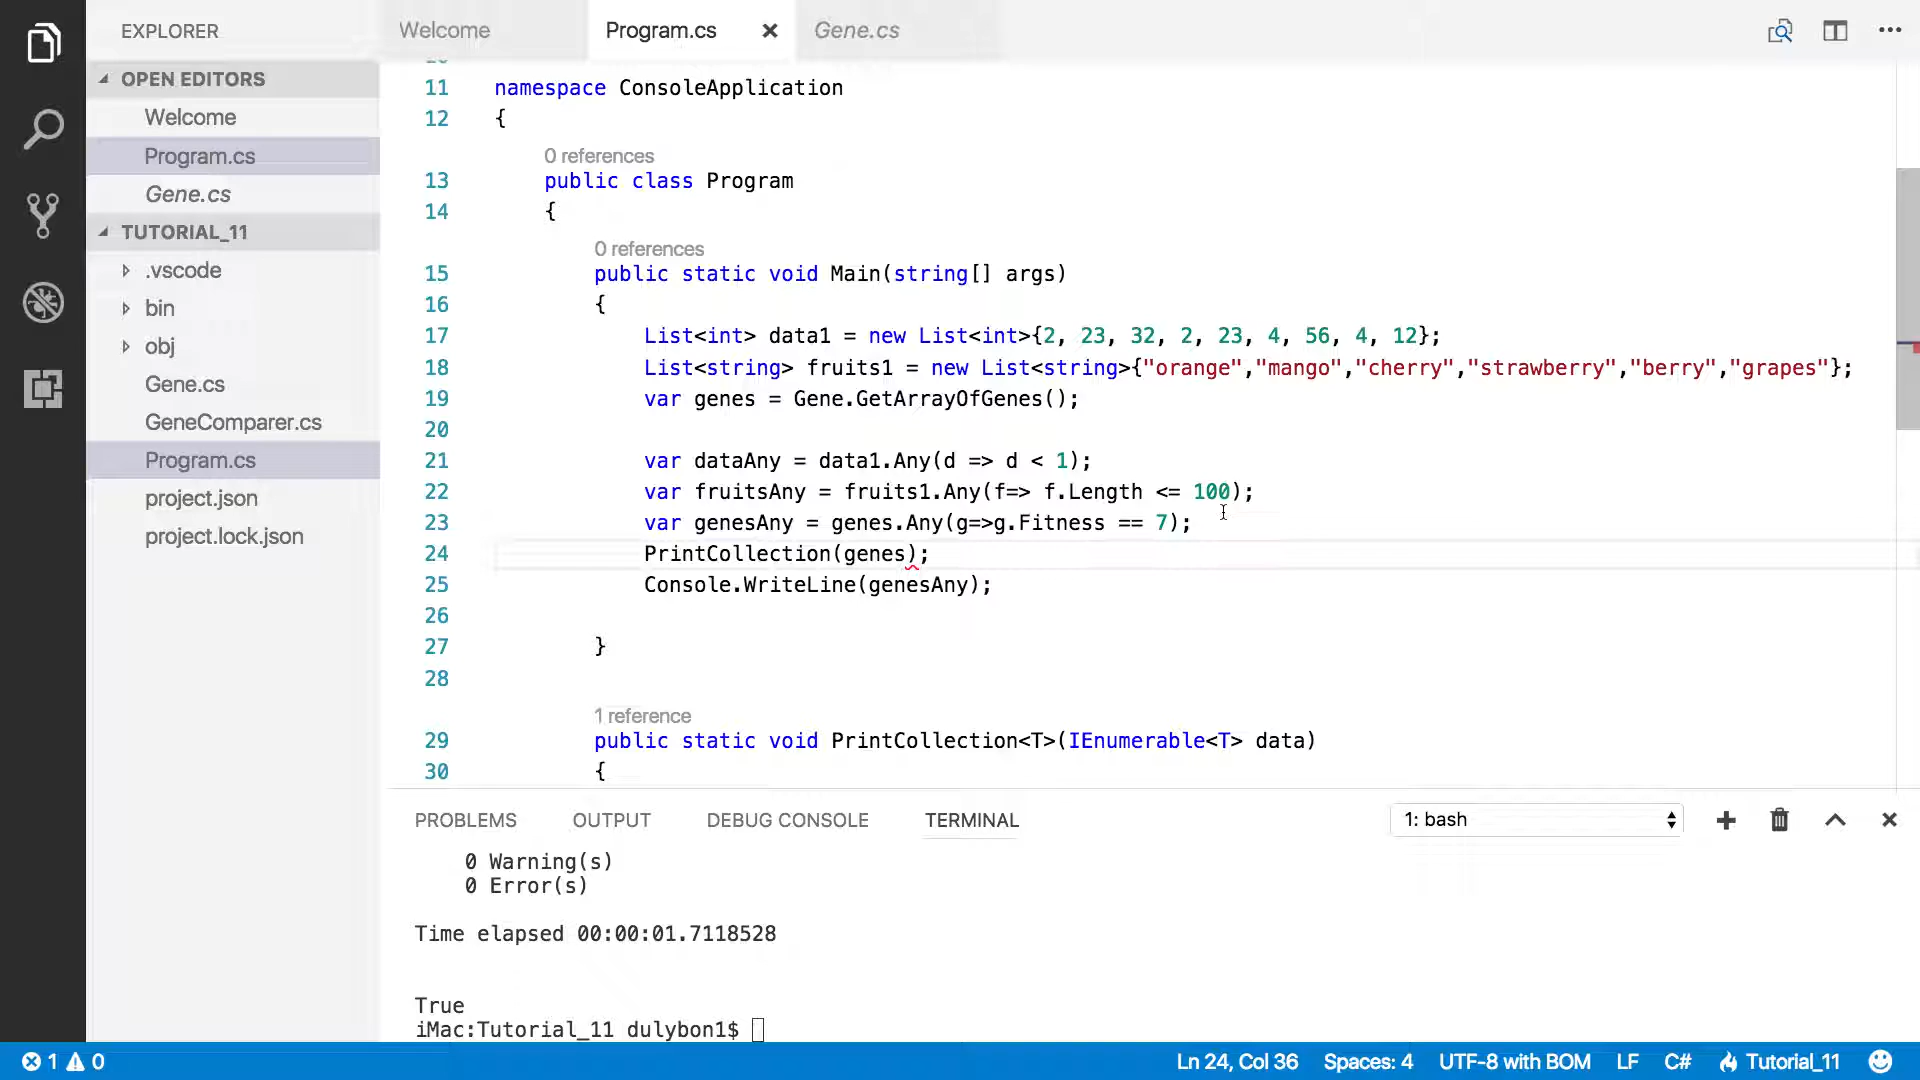 EXPLORER
OPEN EDITORS
Welcome
Program.cs
Gene.cs
TUTORIAL_11
.vscode
bin
obj
Gene.cs
GeneComparer.cs
Program.cs
project.json
project.lock.json
Welcome
Program.cs
Gene.cs
11 namespace ConsoleApplication
12 {
0 references
13 public class Program
14 {
0 references
15 public static void Main(string[] args)
16 {
17 List<int> data1 = new List<int>{2, 23, 32, 2, 23, 4, 56, 4, 12};
18 List<string> fruits1 = new List<string>{"orange","mango","cherry","strawberry","berry","grapes"};
19 var genes = Gene.GetArrayOfGenes();
20
21 var dataAny = data1.Any(d => d < 1);
22 var fruitsAny = fruits1.Any(f=> f.Length <= 100);
23 var genesAny = genes.Any(g=>g.Fitness == 7);
24 PrintCollection(genes);
25 Console.WriteLine(genesAny);
26
27 }
28
1 reference
29 public static void PrintCollection<T>(IEnumerable<T> data)
30 {
PROBLEMS OUTPUT DEBUG CONSOLE TERMINAL 1: bash
0 Warning(s)
0 Error(s)
Time elapsed 00:00:01.7118528
True
iMac:Tutorial_11 dulybon1$
1 0 Ln 24, Col 36 Spaces: 4 UTF-8 with BOM LF C# Tutorial_11